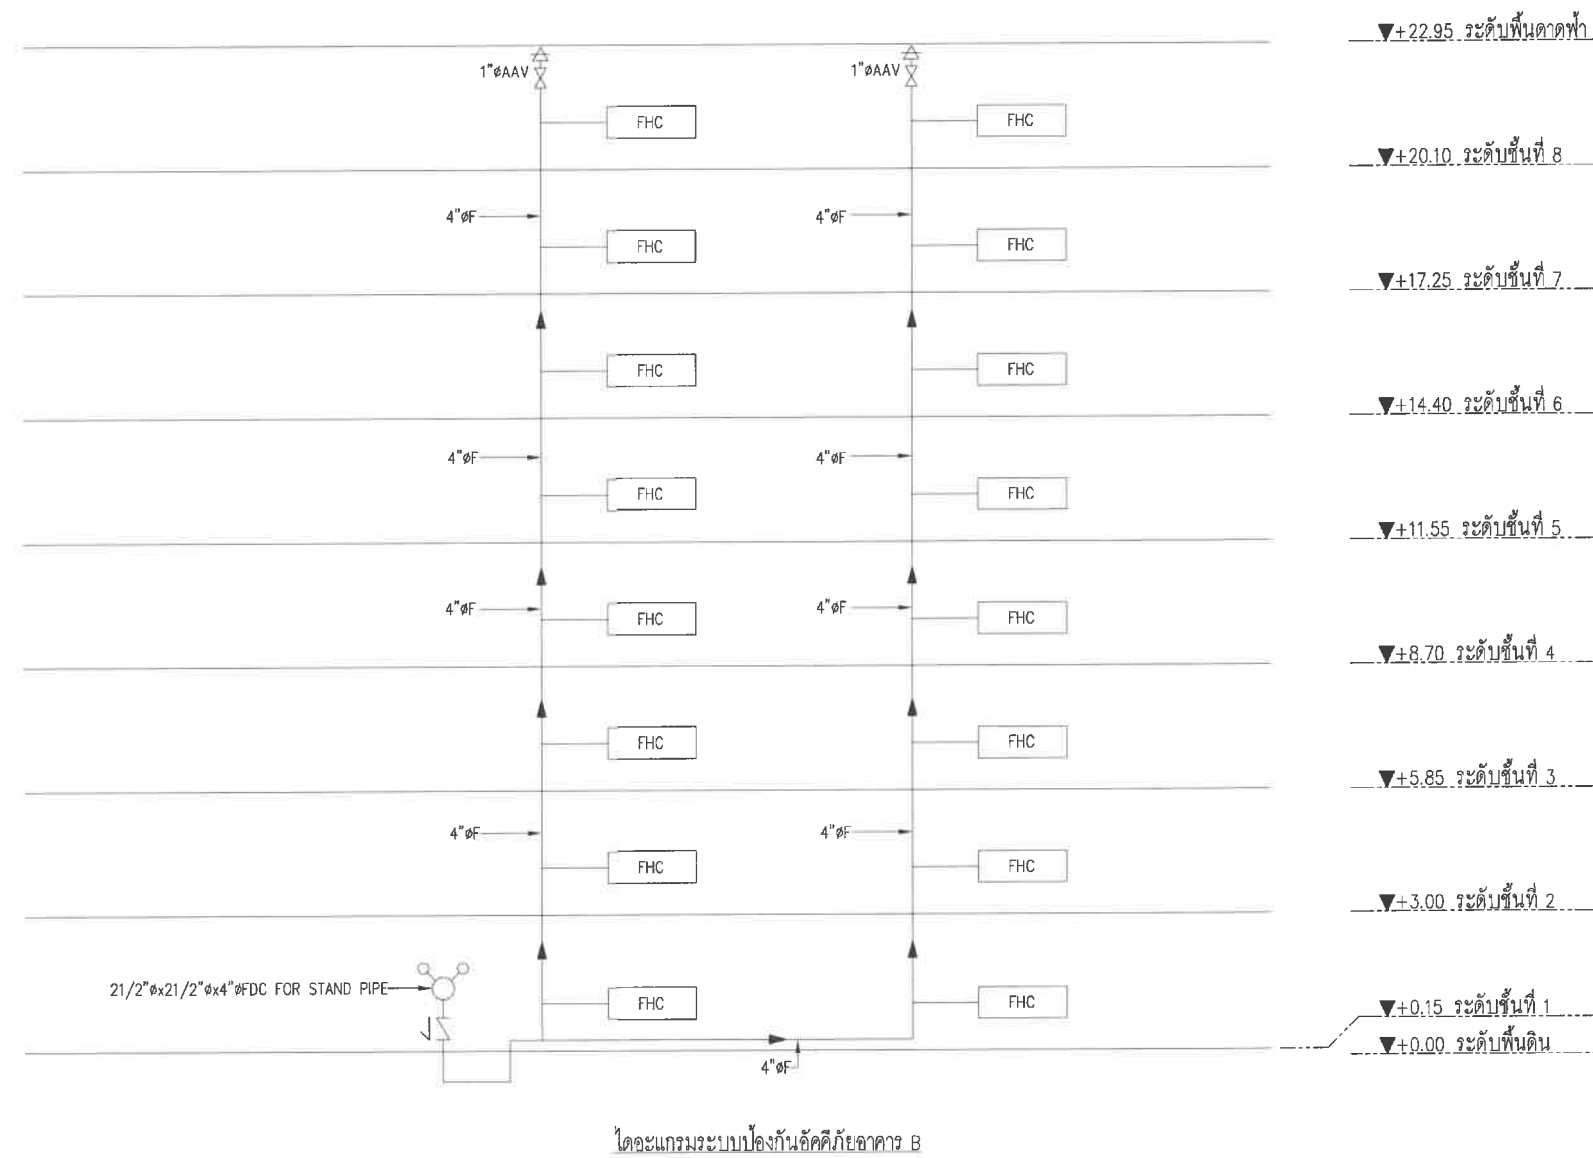 ▼+22.95 ระดับพื้นดาดฟ้า
1"øAAV
1"øAAV
FHC
FHC
▼+20.10 ระดับชั้นที่ 8
4"øF
4"øF
FHC
FHC
▼+17.25 ระดับชั้นที่ 7
FHC
FHC
▼+14.40 ระดับชั้นที่ 6
4"øF
4"øF
FHC
FHC
▼+11.55 ระดับชั้นที่ 5
4"øF
4"øF
FHC
FHC
▼+8.70 ระดับชั้นที่ 4
FHC
FHC
▼+5.85 ระดับชั้นที่ 3
4"øF
4"øF
FHC
FHC
▼+3.00 ระดับชั้นที่ 2
21/2"øx21/2"øx4"øFDC FOR STAND PIPE
FHC
FHC
▼+0.15 ระดับชั้นที่ 1
▼+0.00 ระดับพื้นดิน
4"øF
ไดอะแกรมระบบป้องกันอัคคีภัยอาคาร B